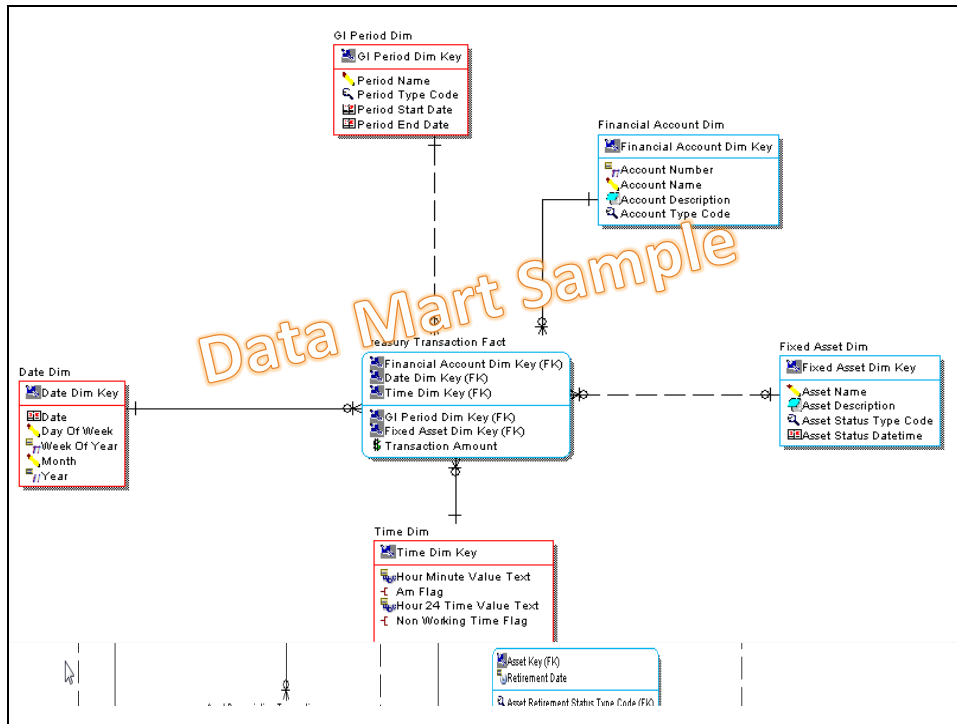 GI Period Dim
GI Period Dim Key
Period Name
Period Type Code
Period Start Date
Period End Date
Financial Account Dim
Financial Account Dim Key
Account Number
Account Name
Account Description
Account Type Code
Data Mart Sample
Treasury Transaction Fact
Financial Account Dim Key (FK)
Date Dim Key (FK)
Time Dim Key (FK)
GI Period Dim Key (FK)
Fixed Asset Dim Key (FK)
Transaction Amount
Fixed Asset Dim
Fixed Asset Dim Key
Asset Name
Asset Description
Asset Status Type Code
Asset Status Datetime
Date Dim
Date Dim Key
Date
Day Of Week
Week Of Year
Month
Year
Time Dim
Time Dim Key
Hour Minute Value Text
Am Flag
Hour 24 Time Value Text
Non Working Time Flag
Asset Key (FK)
Retirement Date
Asset Retirement Status Type Code (FK)